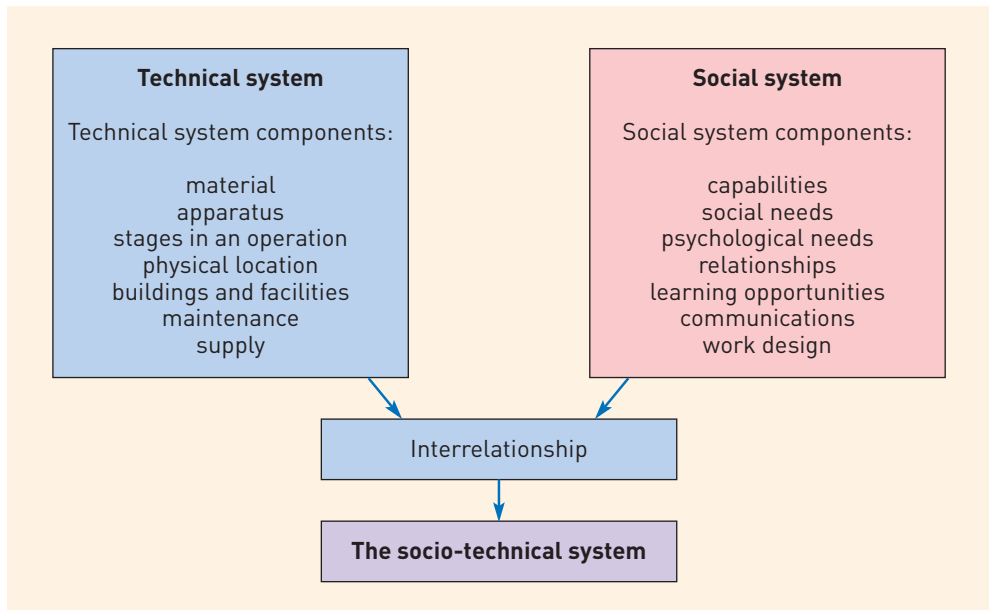 Technical system
Technical system components:
material
apparatus
stages in an operation
physical location
buildings and facilities
maintenance
supply
Social system
Social system components:
capabilities
social needs
psychological needs
relationships
learning opportunities
communications
work design
Interrelationship
The socio-technical system